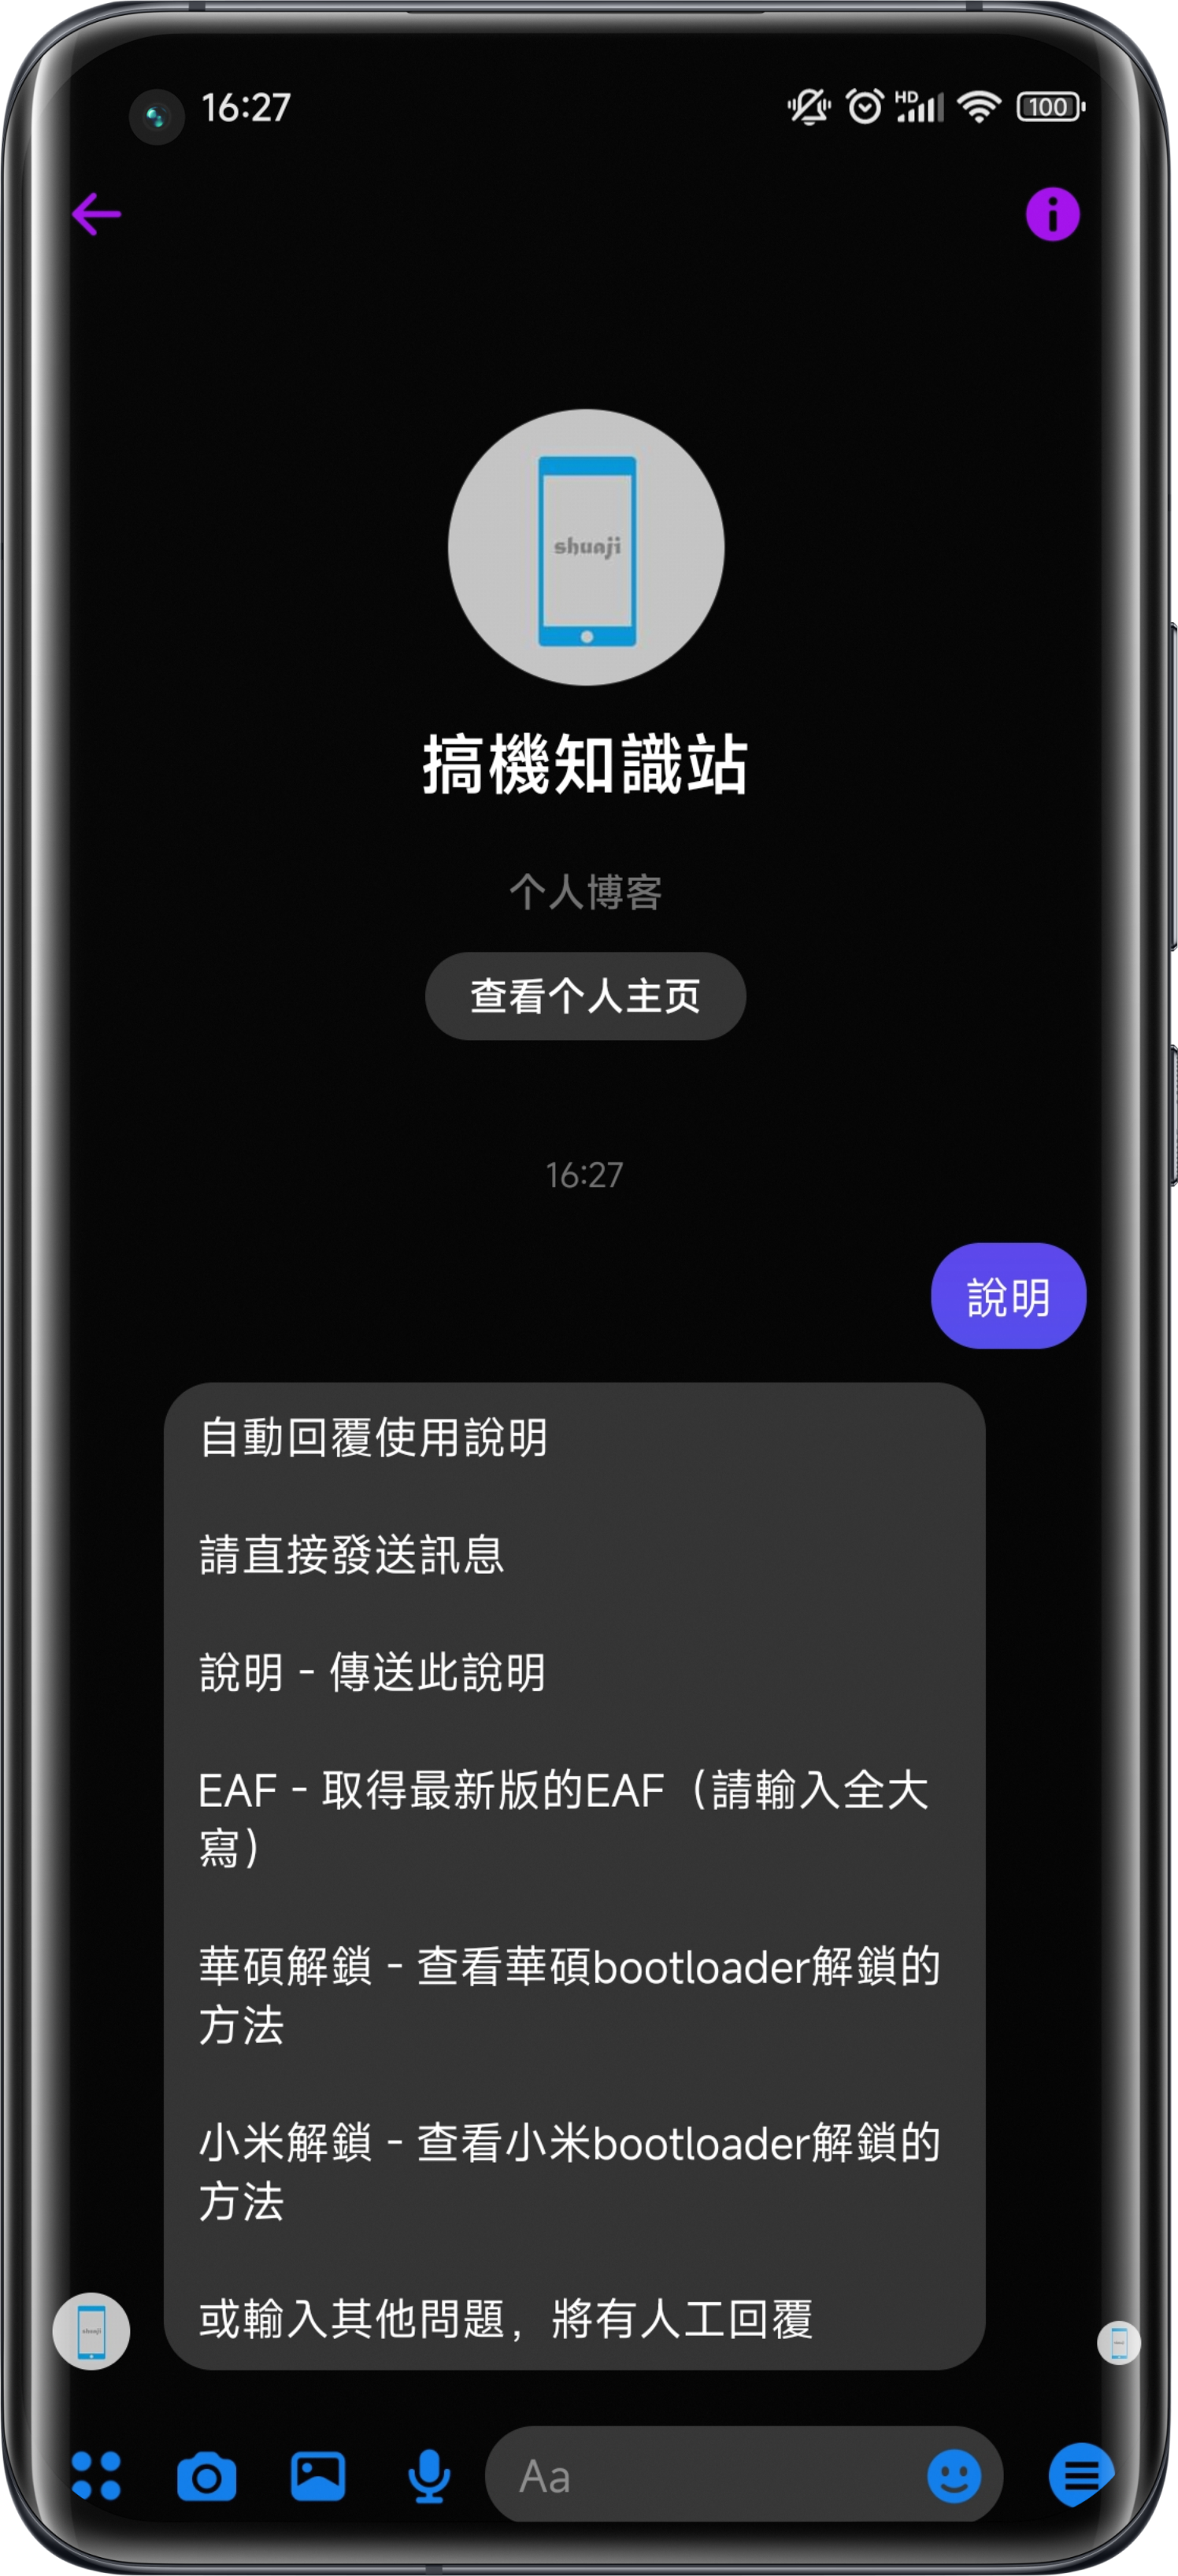 16:27
HD
100
shuaji
搞機知識站
个人博客
查看个人主页
16:27
說明
自動回覆使用說明
請直接發送訊息
說明 - 傳送此說明
EAF - 取得最新版的EAF（請輸入全大
寫）
華碩解鎖 - 查看華碩bootloader解鎖的
方法
小米解鎖 - 查看小米bootloader解鎖的
方法
或輸入其他問題，將有人工回覆
shuaji
Aa